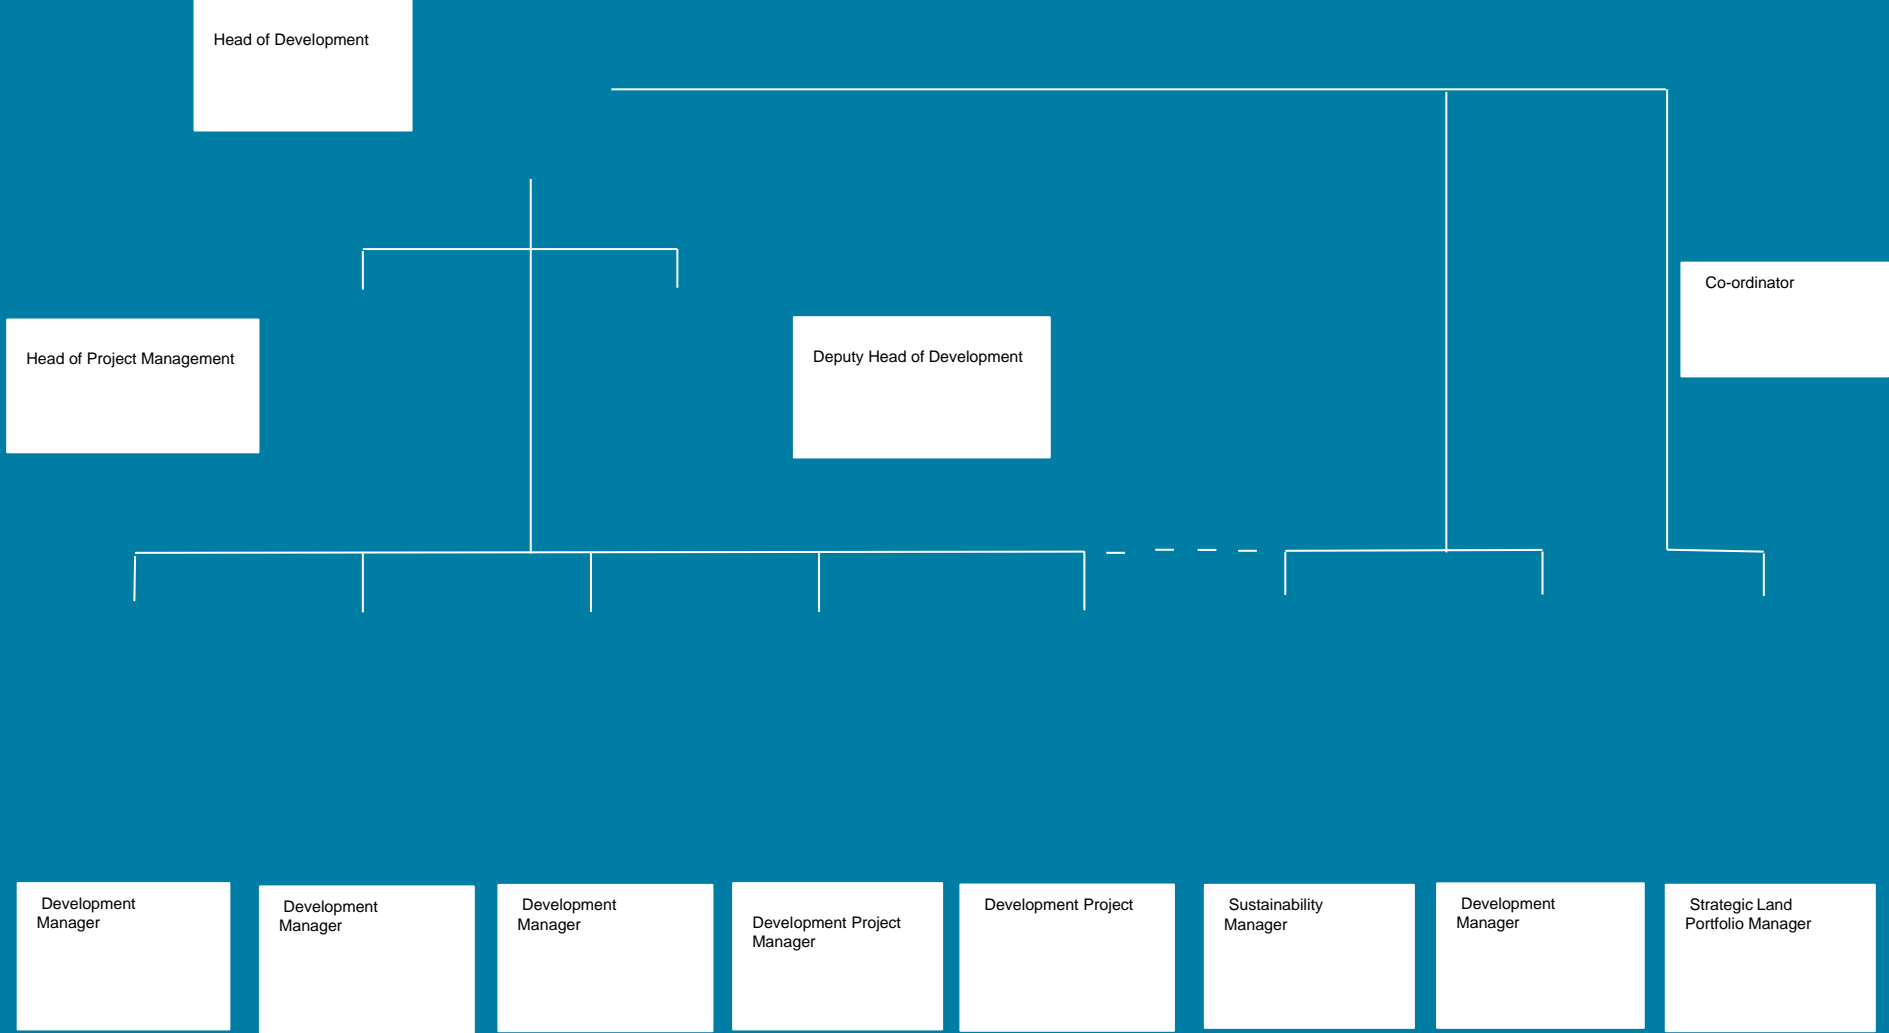 Head of Development
Co-ordinator
Head of Project Management
Deputy Head of Development
Development
Manager
Development
Manager
Development
Manager
Development Project
Manager
Development Project
Sustainability
Manager
Development
Manager
Strategic Land
Portfolio Manager